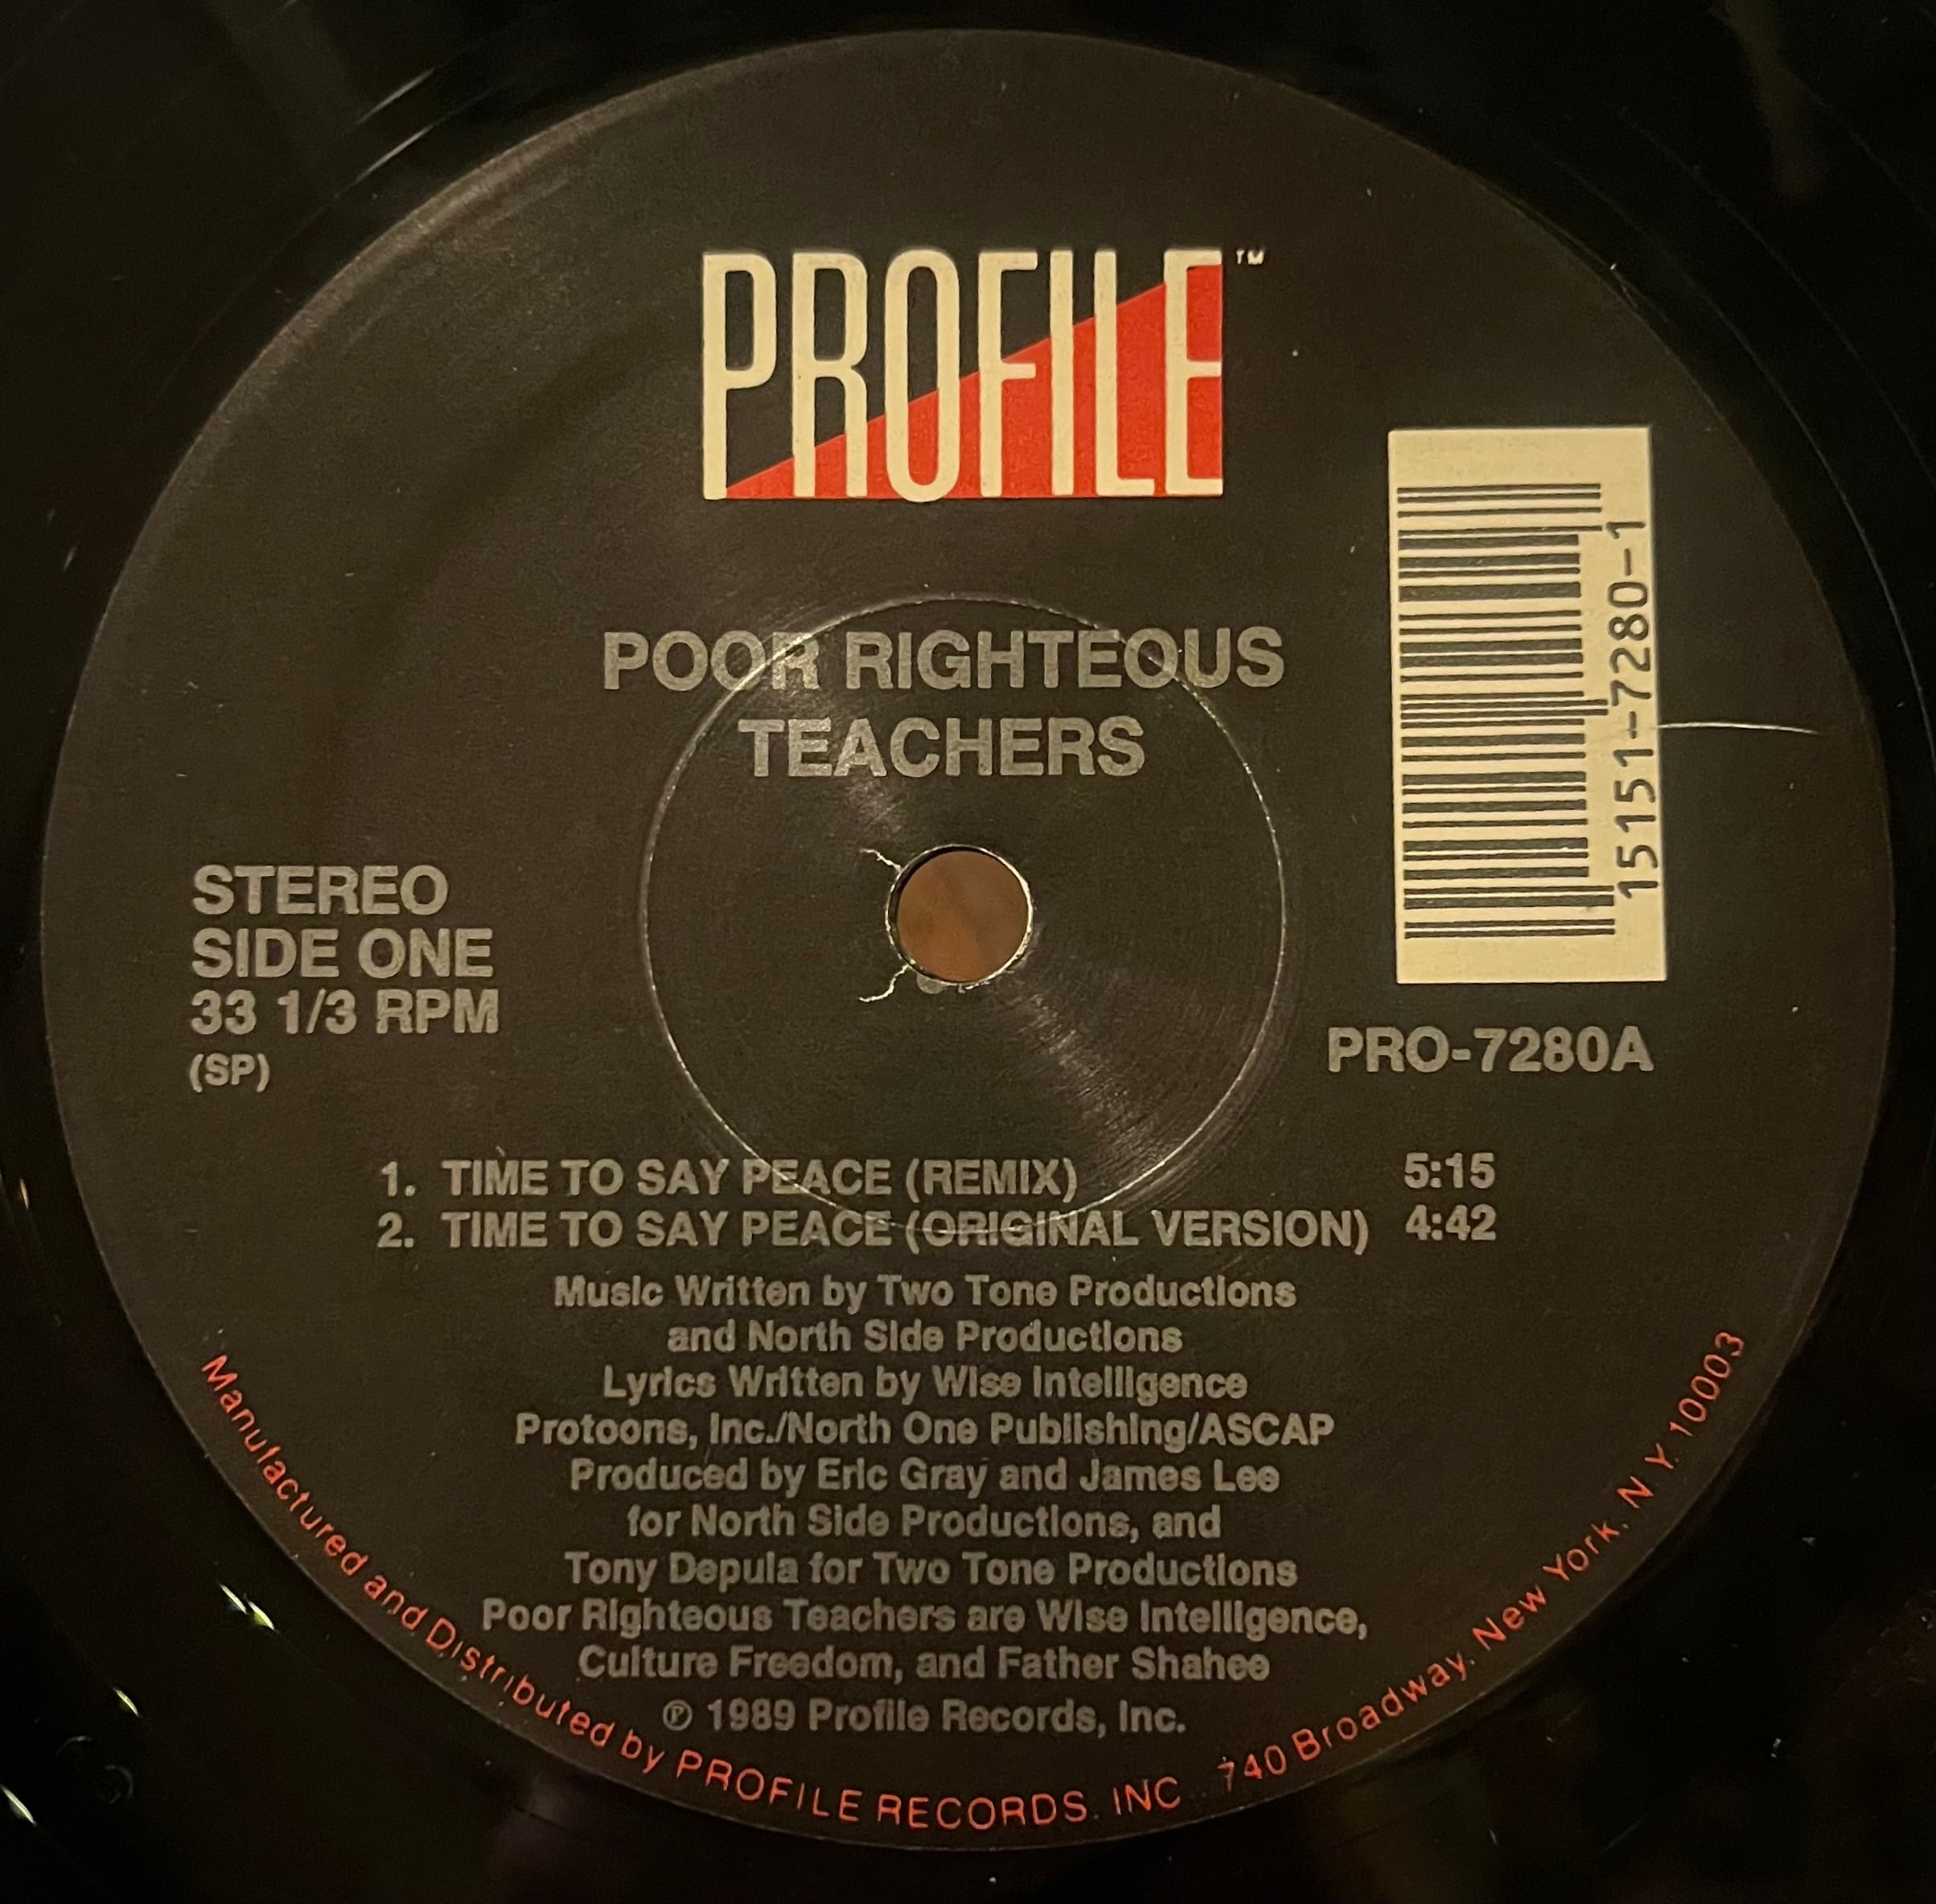 PROFILE™
POOR RIGHTEOUS
TEACHERS
15151-7280-1
STEREO
SIDE ONE
33 1/3 RPM
(SP)
PRO-7280A
1. TIME TO SAY PEACE (REMIX) 5:15
2. TIME TO SAY PEACE (ORIGINAL VERSION) 4:42
Music Written by Two Tone Productions
and North Side Productions
Lyrics Written by Wise Intelligence
Protoons, Inc./North One Publishing/ASCAP
Produced by Eric Gray and James Lee
for North Side Productions, and
Tony Depula for Two Tone Productions
Poor Righteous Teachers are Wise Intelligence,
Culture Freedom, and Father Shahee
℗ 1989 Profile Records, Inc.
Manufactured and Distributed by PROFILE RECORDS, INC. 740 Broadway, New York, N.Y. 10003